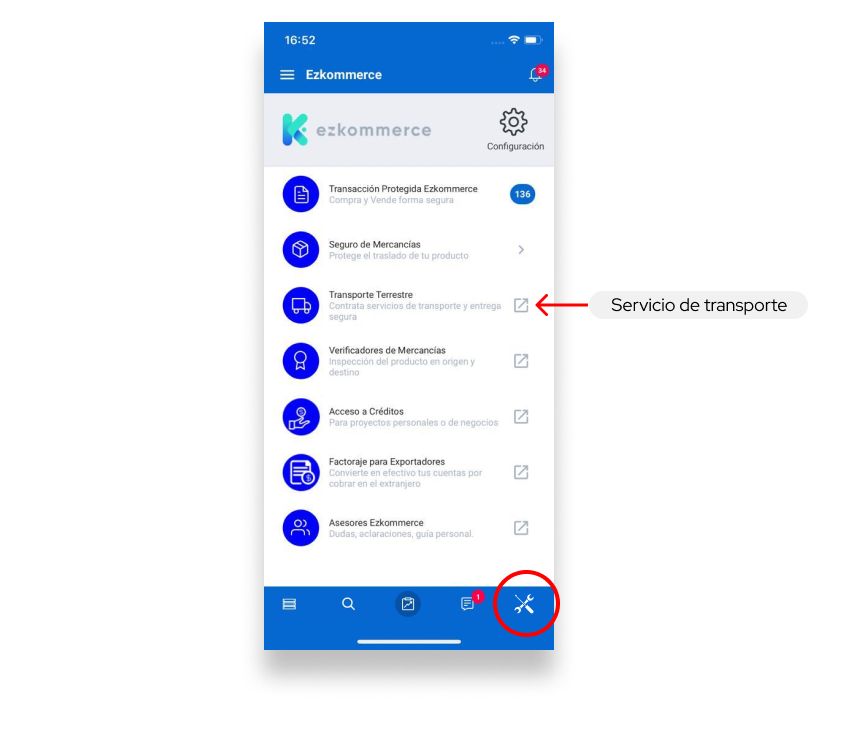 16:52
Ezkommerce
34
ezkommerce
Configuración
Transacción Protegida Ezkommerce
Compra y Vende forma segura
136
Seguro de Mercancías
Protege el traslado de tu producto
Transporte Terrestre
Contrata servicios de transporte y entrega
segura
Servicio de transporte
Verificadores de Mercancías
Inspección del producto en origen y
destino
Acceso a Créditos
Para proyectos personales o de negocios
Factoraje para Exportadores
Convierte en efectivo tus cuentas por
cobrar en el extranjero
Asesores Ezkommerce
Dudas, aclaraciones, guia personal.
1